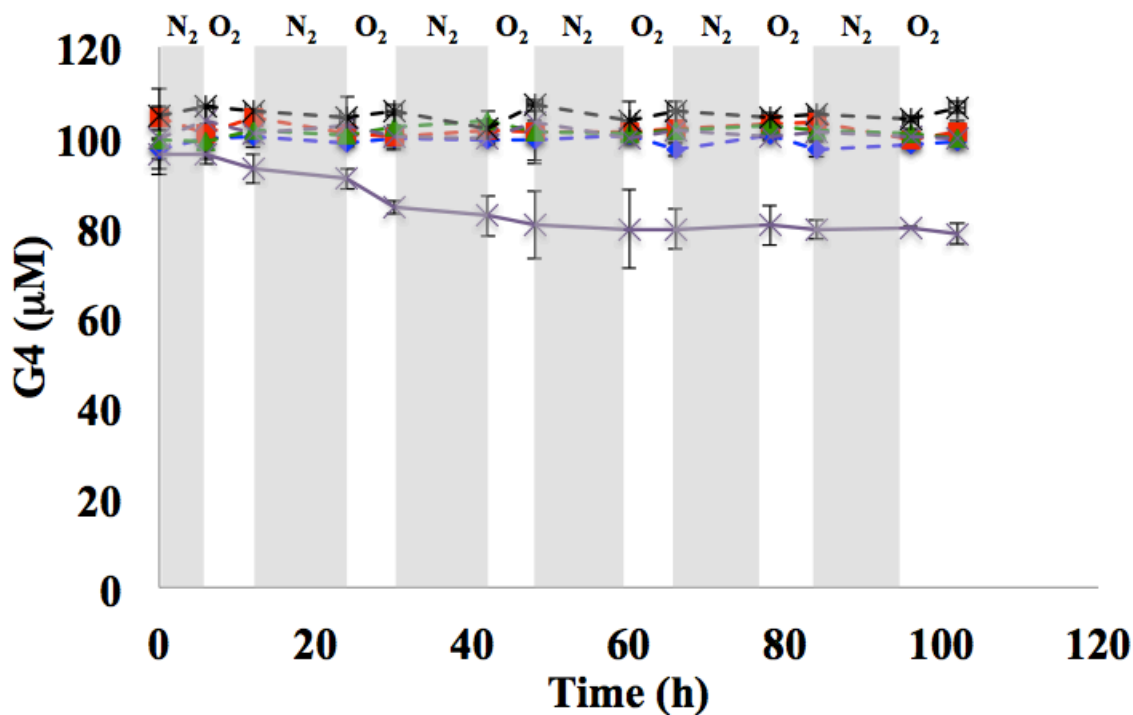 N₂ O₂ N₂ O₂ N₂ O₂ N₂ O₂ N₂ O₂ N₂ O₂
120
100
80
60
40
20
0
G4 (μM)
0 20 40 60 80 100 120
Time (h)